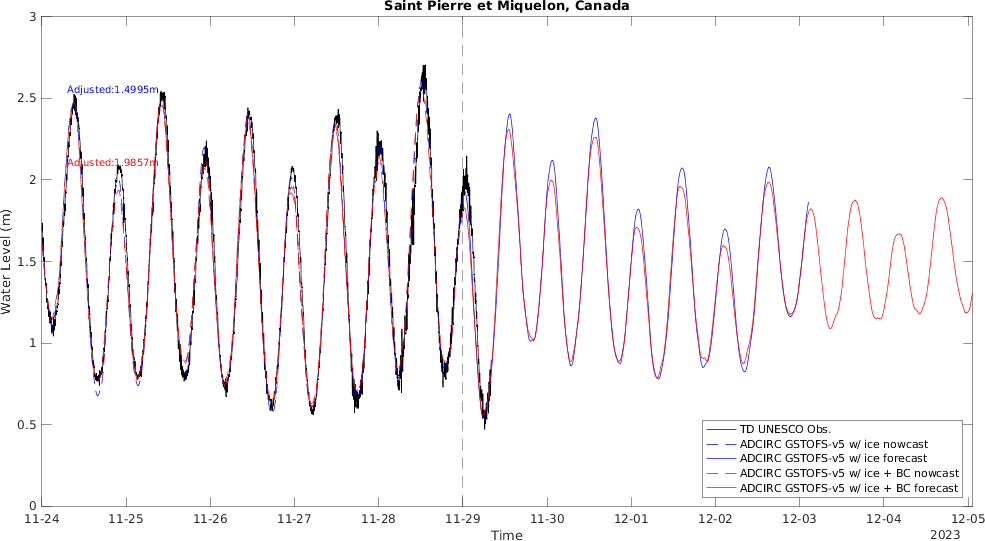 Saint Pierre et Miquelon, Canada
3
2.5
2
1.5
1
0.5
0
Water Level (m)
Adjusted:1.4995m
Adjusted:1.9857m
TD UNESCO Obs.
ADCIRC GSTOFS-v5 w/ ice nowcast
ADCIRC GSTOFS-v5 w/ ice forecast
ADCIRC GSTOFS-v5 w/ ice + BC nowcast
ADCIRC GSTOFS-v5 w/ ice + BC forecast
11-24 11-25 11-26 11-27 11-28 11-29 11-30 12-01 12-02 12-03 12-04 12-05
Time
2023